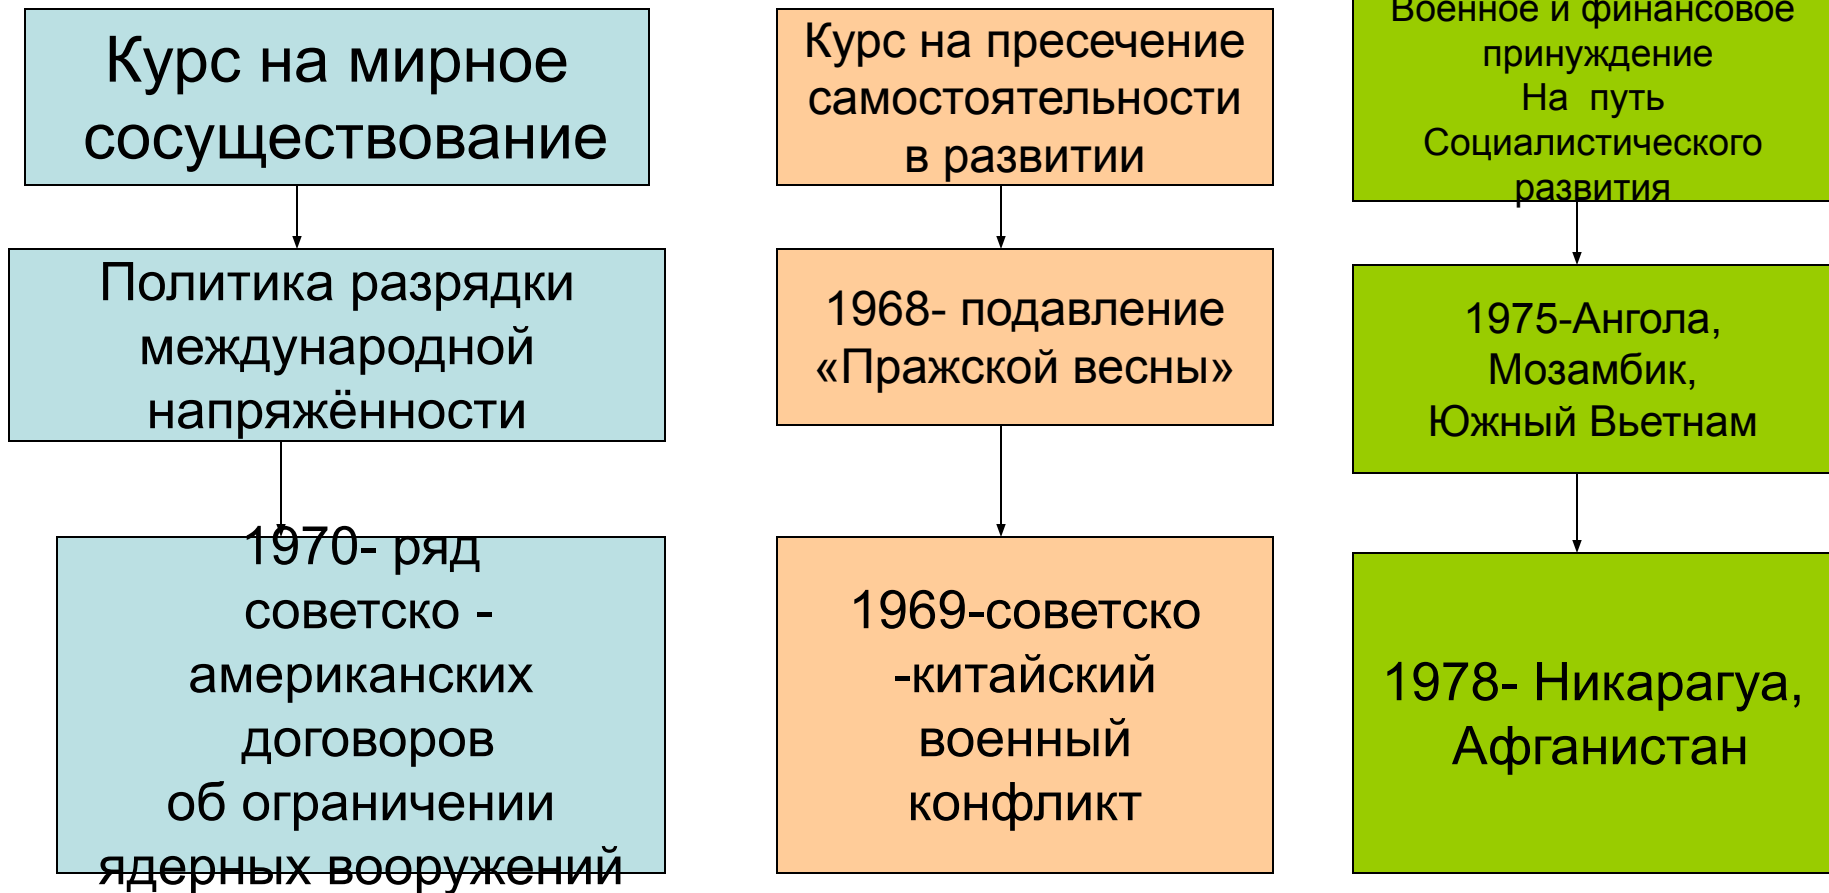 Курс на мирное
сосуществование
Политика разрядки
международной
напряжённости
1970- ряд
советско -
американских
договоров
об ограничении
ядерных вооружений
Курс на пресечение
самостоятельности
в развитии
1968- подавление
«Пражской весны»
1969-советско
-китайский
военный
конфликт
Военное и финансовое
принуждение
На путь
Социалистического
развития
1975-Ангола,
Мозамбик,
Южный Вьетнам
1978- Никарагуа,
Афганистан